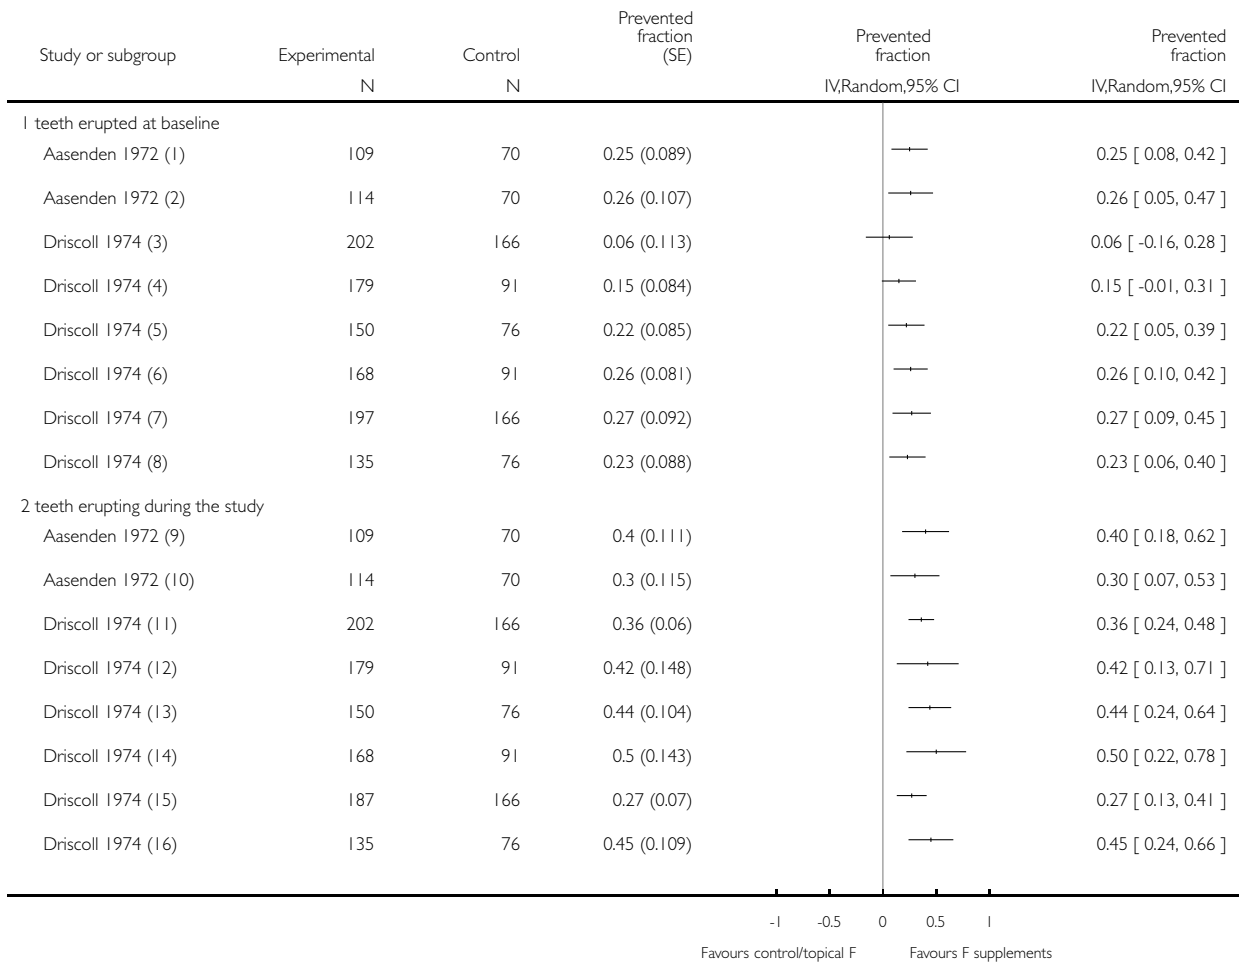 Study or subgroup Experimental Control Prevented fraction (SE) Prevented fraction Prevented fraction
N N IV,Random,95% CI IV,Random,95% CI
1 teeth erupted at baseline
Aasenden 1972 (1) 109 70 0.25 (0.089) 0.25 [ 0.08, 0.42 ]
Aasenden 1972 (2) 114 70 0.26 (0.107) 0.26 [ 0.05, 0.47 ]
Driscoll 1974 (3) 202 166 0.06 (0.113) 0.06 [ -0.16, 0.28 ]
Driscoll 1974 (4) 179 91 0.15 (0.084) 0.15 [ -0.01, 0.31 ]
Driscoll 1974 (5) 150 76 0.22 (0.085) 0.22 [ 0.05, 0.39 ]
Driscoll 1974 (6) 168 91 0.26 (0.081) 0.26 [ 0.10, 0.42 ]
Driscoll 1974 (7) 197 166 0.27 (0.092) 0.27 [ 0.09, 0.45 ]
Driscoll 1974 (8) 135 76 0.23 (0.088) 0.23 [ 0.06, 0.40 ]
2 teeth erupting during the study
Aasenden 1972 (9) 109 70 0.4 (0.111) 0.40 [ 0.18, 0.62 ]
Aasenden 1972 (10) 114 70 0.3 (0.115) 0.30 [ 0.07, 0.53 ]
Driscoll 1974 (11) 202 166 0.36 (0.06) 0.36 [ 0.24, 0.48 ]
Driscoll 1974 (12) 179 91 0.42 (0.148) 0.42 [ 0.13, 0.71 ]
Driscoll 1974 (13) 150 76 0.44 (0.104) 0.44 [ 0.24, 0.64 ]
Driscoll 1974 (14) 168 91 0.5 (0.143) 0.50 [ 0.22, 0.78 ]
Driscoll 1974 (15) 187 166 0.27 (0.07) 0.27 [ 0.13, 0.41 ]
Driscoll 1974 (16) 135 76 0.45 (0.109) 0.45 [ 0.24, 0.66 ]
-1 -0.5 0 0.5 1
Favours control/topical F Favours F supplements